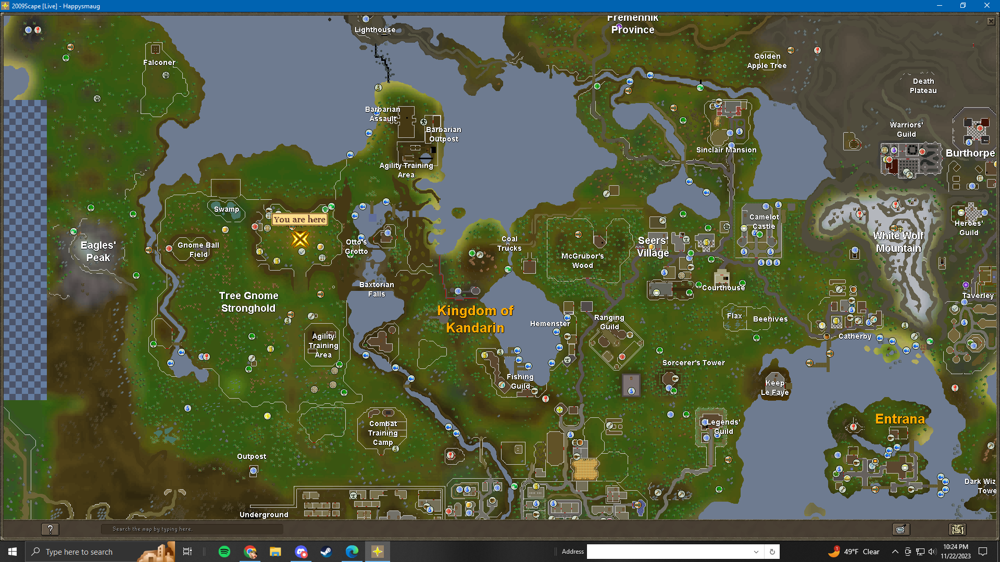 2009Scape [Live] - Happysmaug
Lighthouse
Fremennik
Province
Falconer
Golden
Apple Tree
Death
Plateau
Barbarian
Assault
Barbarian
Outpost
Warriors'
Guild
Sinclair Mansion
Burthorpe
Agility Training
Area
Swamp
You are here
Camelot
Castle
Heroes'
Guild
Eagles'
Peak
Gnome Ball
Field
Otto's
Grotto
Coal
Trucks
McGrubor's
Wood
Seers'
Village
White Wolf
Mountain
Baxtorian
Falls
Courthouse
Tree Gnome
Stronghold
Taverley
Kingdom of
Kandarin
Hemenster
Ranging
Guild
Flax
Beehives
Catherby
Agility
Training
Area
Sorcerer's Tower
Fishing
Guild
Keep
Le Faye
Combat
Training
Camp
Legends'
Guild
Entrana
Outpost
Dark Wiz
Towe
Underground
?
Search the map by typing here.
Type here to search
Address
1
49°F Clear
10:24 PM
11/22/2023